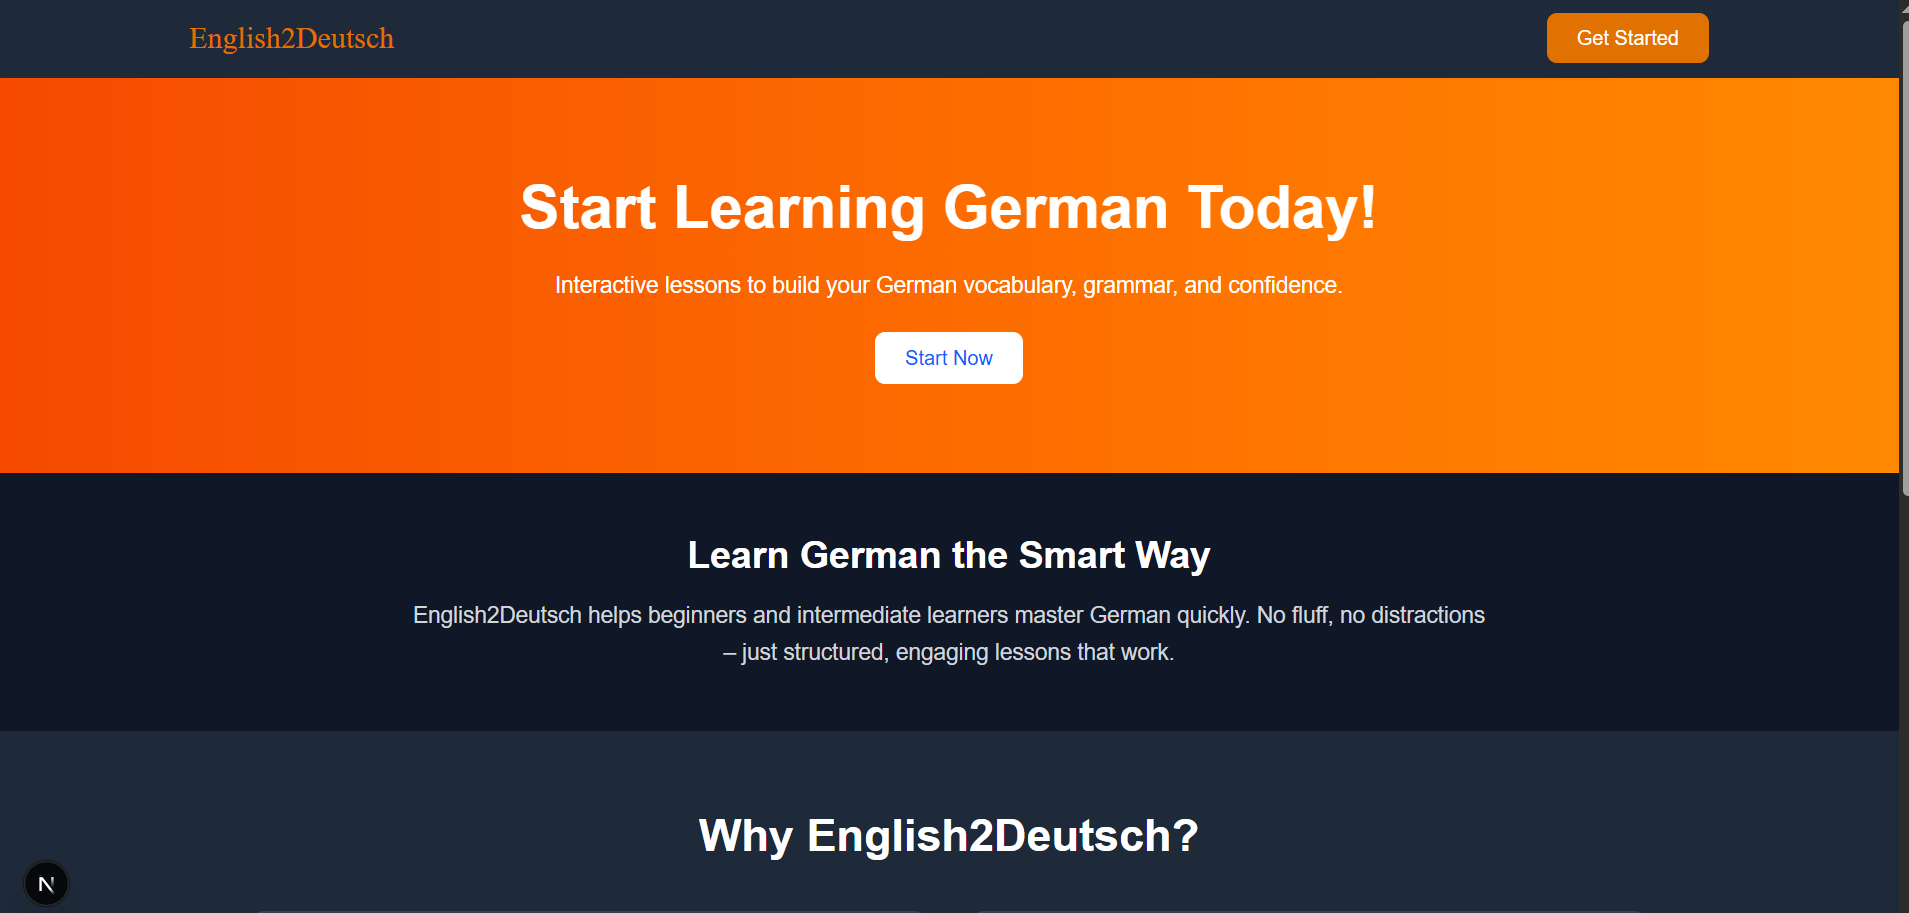 English2Deutsch
Get Started
Start Learning German Today!
Interactive lessons to build your German vocabulary, grammar, and confidence.
Start Now
Learn German the Smart Way
English2Deutsch helps beginners and intermediate learners master German quickly. No fluff, no distractions
– just structured, engaging lessons that work.
Why English2Deutsch?
N